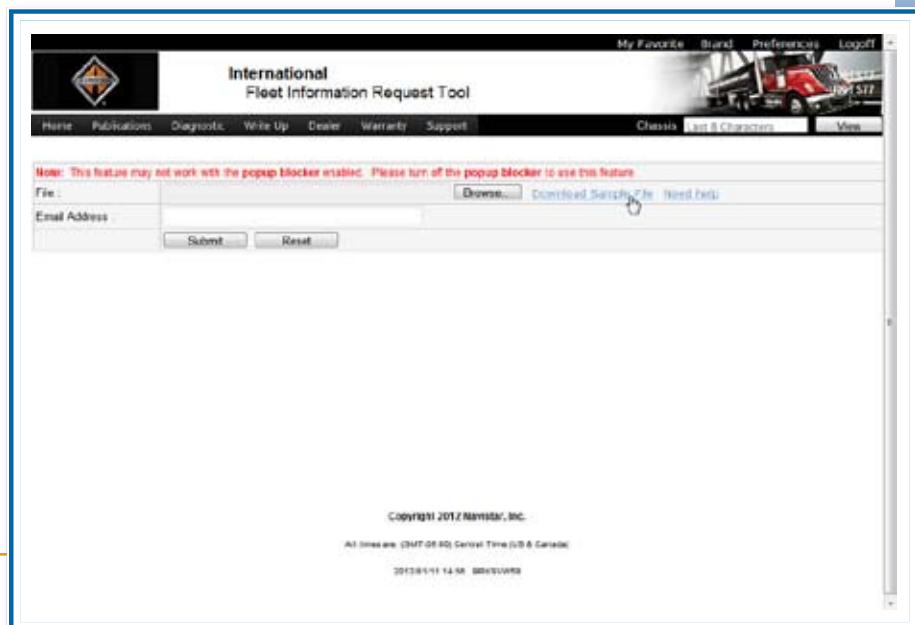 My Favorite Brand Preferences Logoff
International
Fleet Information Request Tool
Home Publications Diagnostic Write Up Dealer Warranty Support Chassis Last 8 Characters View
Note: This feature may not work with the popup blocker enabled. Please turn of the popup blocker to use this feature
File :
Browse... Download Sample File Need help
Email Address
Submit Reset
Copyright 2012 Navistar, Inc.
All times are: (GMT-06:00) Central Time (US & Canada)
14:56